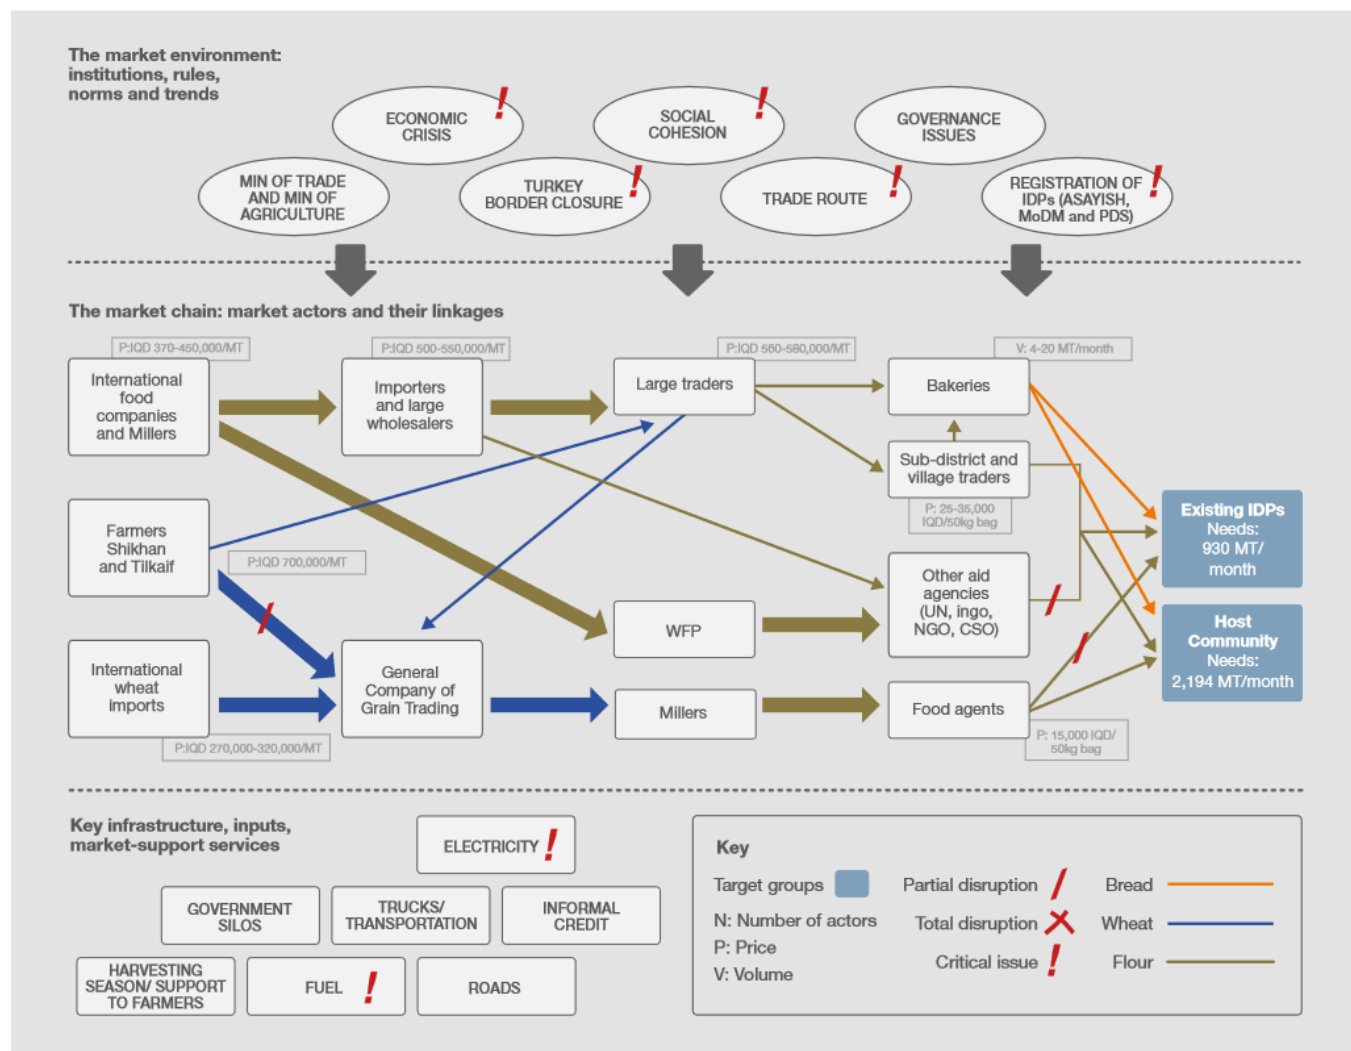 The market environment:
institutions, rules,
norms and trends
ECONOMIC
CRISIS
!
SOCIAL
COHESION
!
GOVERNANCE
ISSUES
MIN OF TRADE
AND MIN OF
AGRICULTURE
TURKEY
BORDER CLOSURE
!
TRADE ROUTE
!
REGISTRATION OF
IDPs (ASAYISH,
MoDM and PDS)
!
The market chain: market actors and their linkages
P:IQD 370-450,000/MT
P:IQD 500-550,000/MT
P:IQD 560-580,000/MT
V: 4-20 MT/month
International
food
companies
and Millers
Importers
and large
wholesalers
Large traders
Bakeries
Sub-district and
village traders
P: 25-35,000
IQD/50kg bag
Farmers
Shikhan
and Tilkaif
P:IQD 700,000/MT
Existing IDPs
Needs:
930 MT/
month
Other aid
agencies
(UN, ingo,
NGO, CSO)
WFP
Host
Community
Needs:
2,194 MT/month
International
wheat
imports
General
Company of
Grain Trading
Millers
Food agents
P:IQD 270,000-320,000/MT
P: 15,000 IQD/
50kg bag
Key infrastructure, inputs,
market-support services
ELECTRICITY !
GOVERNMENT
SILOS
TRUCKS/
TRANSPORTATION
INFORMAL
CREDIT
HARVESTING
SEASON/ SUPPORT
TO FARMERS
FUEL !
ROADS
Key
Target groups
N: Number of actors
P: Price
V: Volume
Partial disruption /
Total disruption X
Critical issue !
Bread
Wheat
Flour